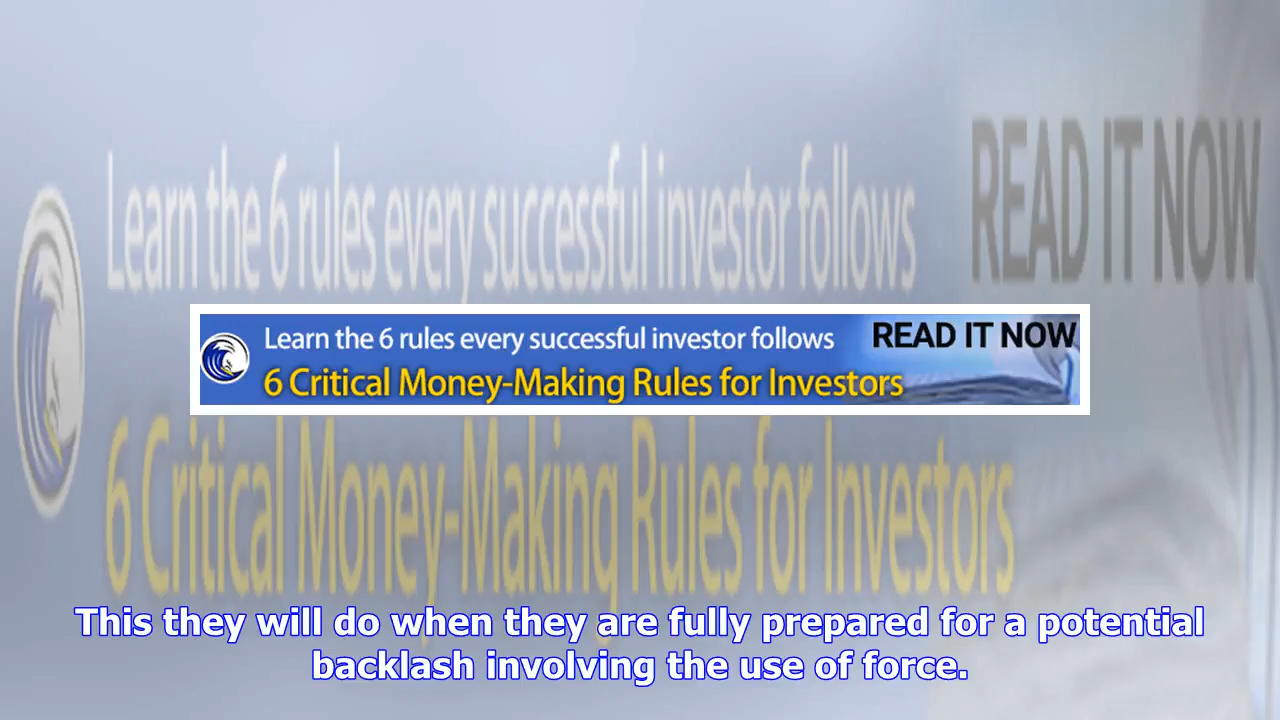 Learn the 6 rules every successful investor follows
READ IT NOW
6 Critical Money-Making Rules for Investors
Learn the 6 rules every successful investor follows
READ IT NOW
6 Critical Money-Making Rules for Investors
This they will do when they are fully prepared for a potential
backlash involving the use of force.